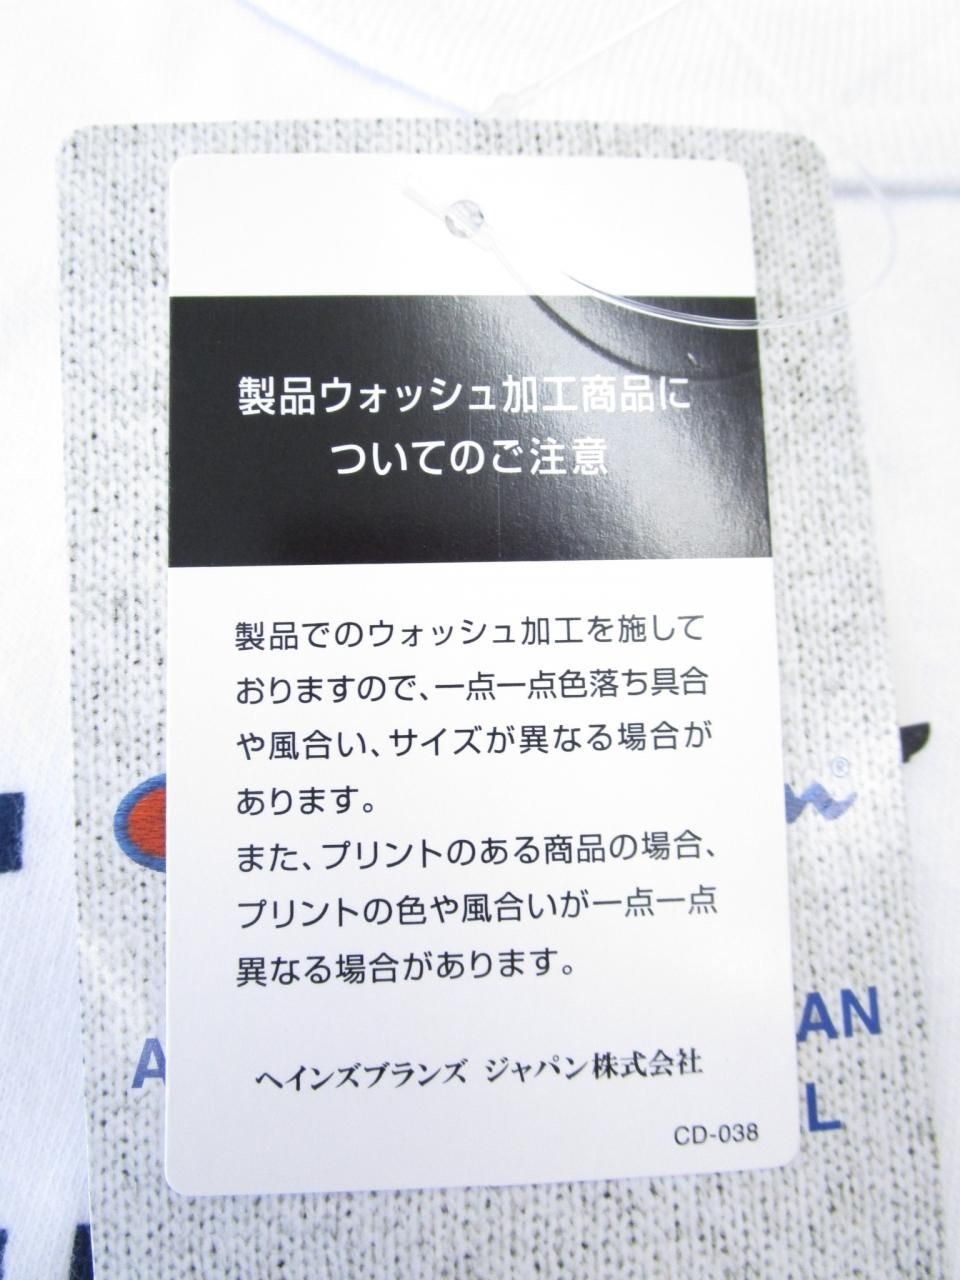 製品ウォッシュ加工商品に
ついてのご注意
製品でのウォッシュ加工を施して
おりますので、一点一点色落ち具合
や風合い、サイズが異なる場合が
あります。
また、プリントのある商品の場合、
プリントの色や風合いが一点一点
異なる場合があります。
ヘインズブランズ ジャパン株式会社
CD-038